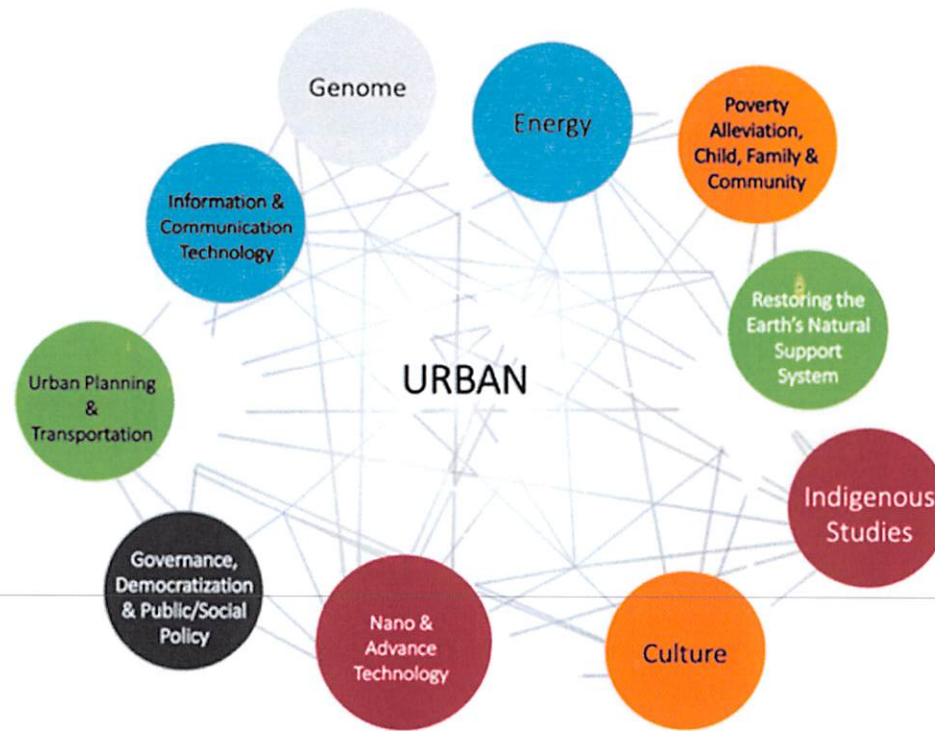 Genome
Energy
Poverty
Alleviation,
Child, Family &
Community
Information &
Communication
Technology
Restoring the
Earth's Natural
Support
System
URBAN
Urban Planning
&
Transportation
Indigenous
Studies
Governance,
Democratization
& Public/Social
Policy
Nano &
Advance
Technology
Culture